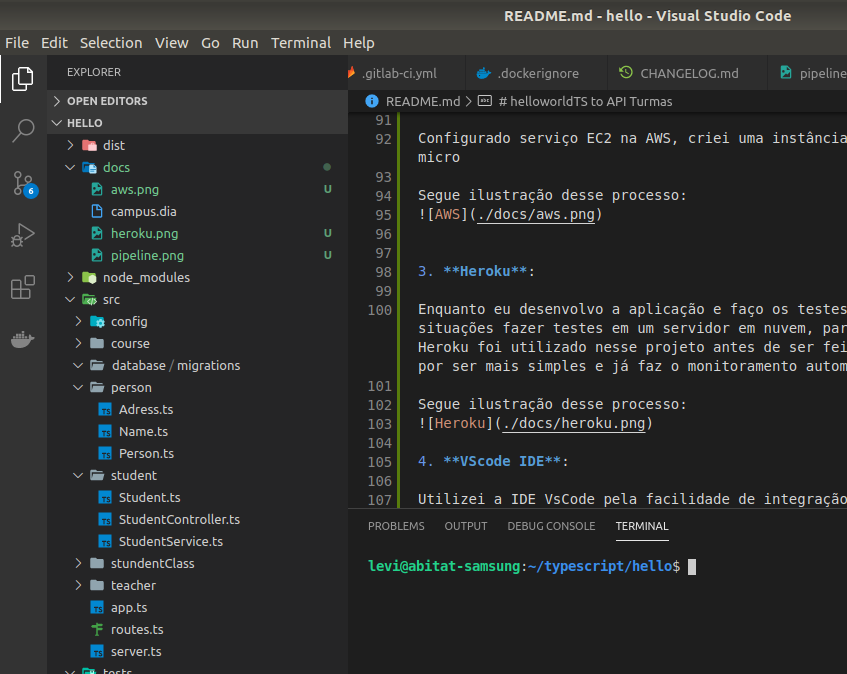 README.md - hello - Visual Studio Code
File Edit Selection View Go Run Terminal Help
EXPLORER
OPEN EDITORS
HELLO
dist
docs
aws.png U
campus.dia
heroku.png U
pipeline.png U
node_modules
src
config
course
database / migrations
person
Adress.ts
Name.ts
Person.ts
student
Student.ts
StudentController.ts
StudentService.ts
stundentClass
teacher
app.ts
routes.ts
server.ts
tests
6
.gitlab-ci.yml .dockerignore CHANGELOG.md pipeline
README.md > # helloworldTS to API Turmas
91
92 Configurado serviço EC2 na AWS, criei uma instância
micro
93
94 Segue ilustração desse processo:
95 ![AWS](./docs/aws.png)
96
97
98 3. **Heroku**:
99
100 Enquanto eu desenvolvo a aplicação e faço os testes
situações fazer testes em um servidor em nuvem, par
Heroku foi utilizado nesse projeto antes de ser fei
por ser mais simples e já faz o monitoramento autom
101
102 Segue ilustração desse processo:
103 ![Heroku](./docs/heroku.png)
104
105 4. **VScode IDE**:
106
107 Utilizei a IDE VsCode pela facilidade de integração
PROBLEMS OUTPUT DEBUG CONSOLE TERMINAL
levi@abitat-samsung:~/typescript/hello$